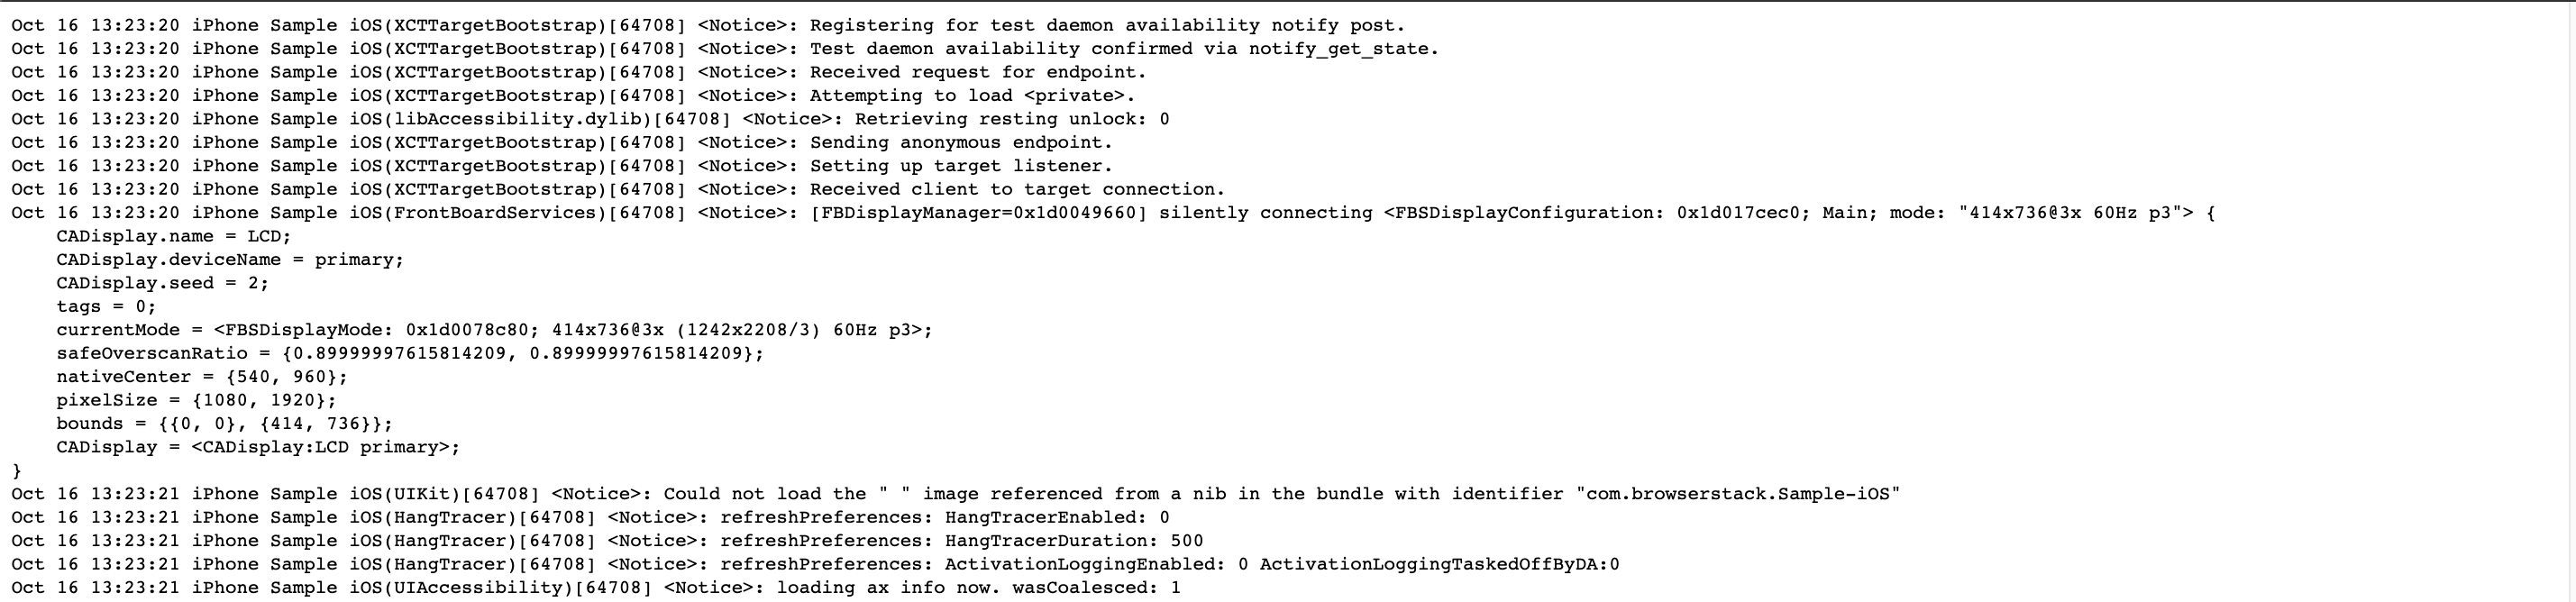 Oct 16 13:23:20 iPhone Sample iOS(XCTTargetBootstrap)[64708] <Notice>: Registering for test daemon availability notify post.
Oct 16 13:23:20 iPhone Sample iOS(XCTTargetBootstrap)[64708] <Notice>: Test daemon availability confirmed via notify_get_state.
Oct 16 13:23:20 iPhone Sample iOS(XCTTargetBootstrap)[64708] <Notice>: Received request for endpoint.
Oct 16 13:23:20 iPhone Sample iOS(XCTTargetBootstrap)[64708] <Notice>: Attempting to load <private>.
Oct 16 13:23:20 iPhone Sample iOS(libAccessibility.dylib)[64708] <Notice>: Retrieving resting unlock: 0
Oct 16 13:23:20 iPhone Sample iOS(XCTTargetBootstrap)[64708] <Notice>: Sending anonymous endpoint.
Oct 16 13:23:20 iPhone Sample iOS(XCTTargetBootstrap)[64708] <Notice>: Setting up target listener.
Oct 16 13:23:20 iPhone Sample iOS(XCTTargetBootstrap)[64708] <Notice>: Received client to target connection.
Oct 16 13:23:20 iPhone Sample iOS(FrontBoardServices)[64708] <Notice>: [FBDisplayManager=0x1d0049660] silently connecting <FBSDisplayConfiguration: 0x1d017cec0; Main; mode: "414x736@3x 60Hz p3"> {
    CADisplay.name = LCD;
    CADisplay.deviceName = primary;
    CADisplay.seed = 2;
    tags = 0;
    currentMode = <FBSDisplayMode: 0x1d0078c80; 414x736@3x (1242x2208/3) 60Hz p3>;
    safeOverscanRatio = {0.89999997615814209, 0.89999997615814209};
    nativeCenter = {540, 960};
    pixelSize = {1080, 1920};
    bounds = {{0, 0}, {414, 736}};
    CADisplay = <CADisplay:LCD primary>;
}
Oct 16 13:23:21 iPhone Sample iOS(UIKit)[64708] <Notice>: Could not load the " " image referenced from a nib in the bundle with identifier "com.browserstack.Sample-iOS"
Oct 16 13:23:21 iPhone Sample iOS(HangTracer)[64708] <Notice>: refreshPreferences: HangTracerEnabled: 0
Oct 16 13:23:21 iPhone Sample iOS(HangTracer)[64708] <Notice>: refreshPreferences: HangTracerDuration: 500
Oct 16 13:23:21 iPhone Sample iOS(HangTracer)[64708] <Notice>: refreshPreferences: ActivationLoggingEnabled: 0 ActivationLoggingTaskedOffByDA:0
Oct 16 13:23:21 iPhone Sample iOS(UIAccessibility)[64708] <Notice>: loading ax info now. wasCoalesced: 1